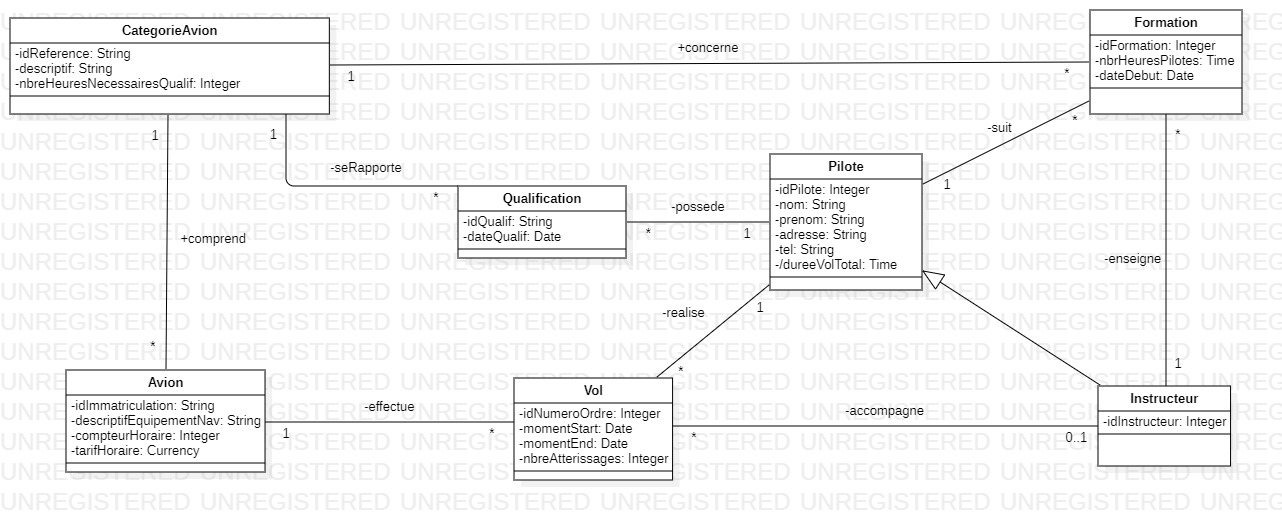 CategorieAvion
-idReference: String
-descriptif: String
-nbreHeuresNecessairesQualif: Integer
+concerne
1
*
Formation
-idFormation: Integer
-nbrHeuresPilotes: Time
-dateDebut: Date
1
1
-seRapporte
*
-suit
*
1
*
Pilote
-idPilote: Integer
-nom: String
-prenom: String
-adresse: String
-tel: String
-/dureeVolTotal: Time
Qualification
-idQualif: String
-dateQualif: Date
-possede
*
1
+comprend
*
-enseigne
1
-realise
1
*
Avion
-idImmatriculation: String
-descriptifEquipementNav: String
-compteurHoraire: Integer
-tarifHoraire: Currency
-effectue
1
*
Vol
-idNumeroOrdre: Integer
-momentStart: Date
-momentEnd: Date
-nbreAtterissages: Integer
-accompagne
*
0..1
Instructeur
-idInstructeur: Integer
UNREGISTERED UNREGISTERED UNREGISTERED UNREGISTERED UNREGISTERED UNREGISTERED